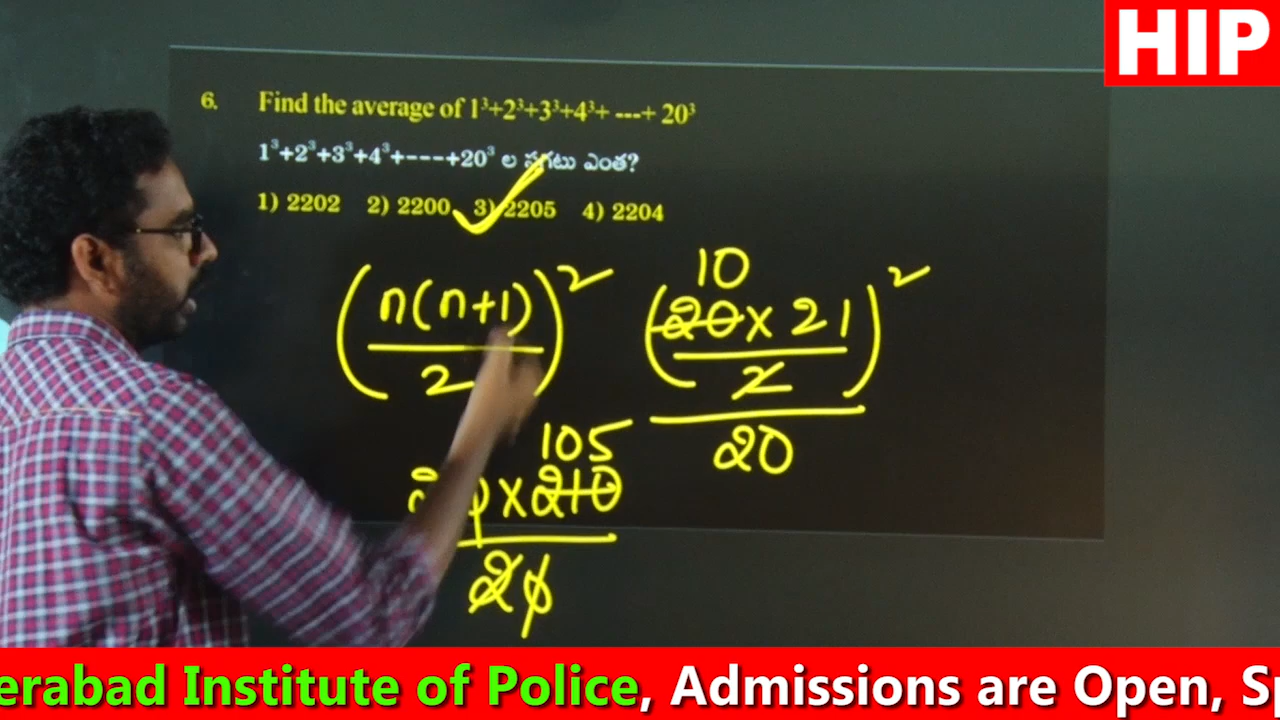 HIP
6. Find the average of 1³+2³+3³+4³+ ---+ 20³
1³+2³+3³+4³+---+20³ ల సగటు ఎంత?
1) 2202 2) 2200 3) 2205 4) 2204
(n(n+1)/2)² (20x21/2)²/20
10
105
x 210
20
erabad Institute of Police, Admissions are Open, Sp